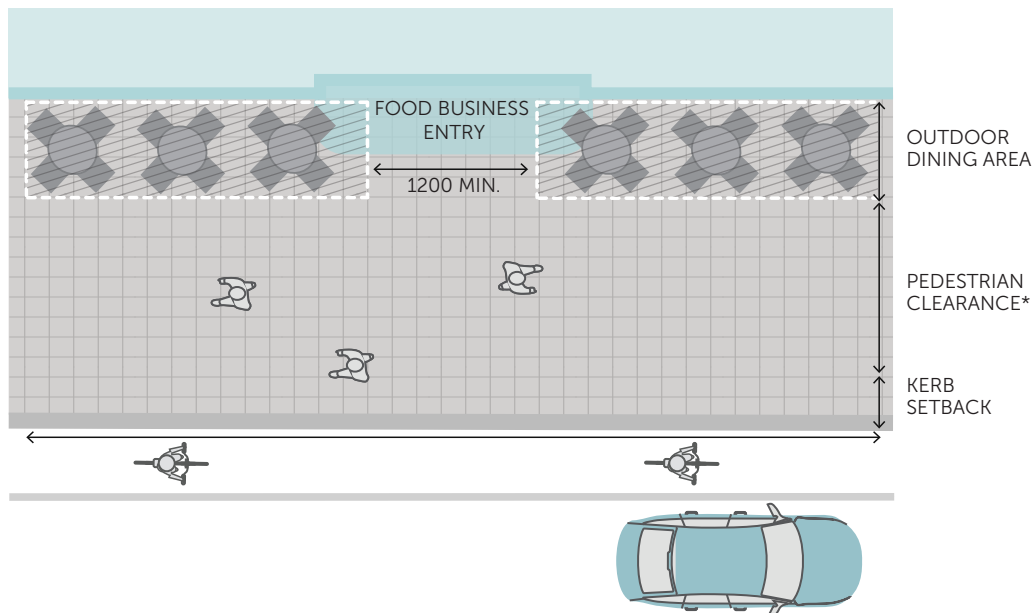 FOOD BUSINESS
ENTRY
1200 MIN.
OUTDOOR
DINING AREA
PEDESTRIAN
CLEARANCE*
KERB
SETBACK